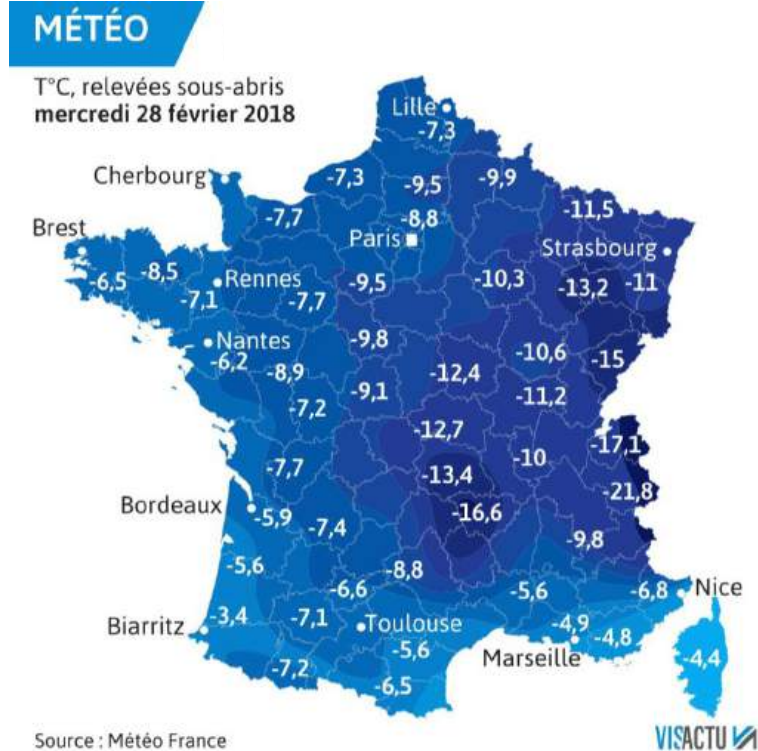 MÉTÉO
T°C, relevées sous-abris
mercredi 28 février 2018
Lille
-7,3
Cherbourg
-7,3
-9,5
-9,9
-7,7
-8,8
-11,5
Brest
Paris
Strasbourg
-6,5
-8,5
Rennes
-9,5
-10,3
-13,2
-11
-7,1
-7,7
Nantes
-9,8
-10,6
-15
-6,2
-8,9
-12,4
-7,2
-9,1
-11,2
-12,7
-17,1
-7,7
-13,4
-10
-21,8
Bordeaux
-5,9
-7,4
-16,6
-9,8
-5,6
-6,6
-8,8
-5,6
-6,8
Nice
-3,4
-7,1
Biarritz
Toulouse
-4,9
-4,8
-5,6
Marseille
-4,4
-7,2
-6,5
Source : Météo France
VISACTU